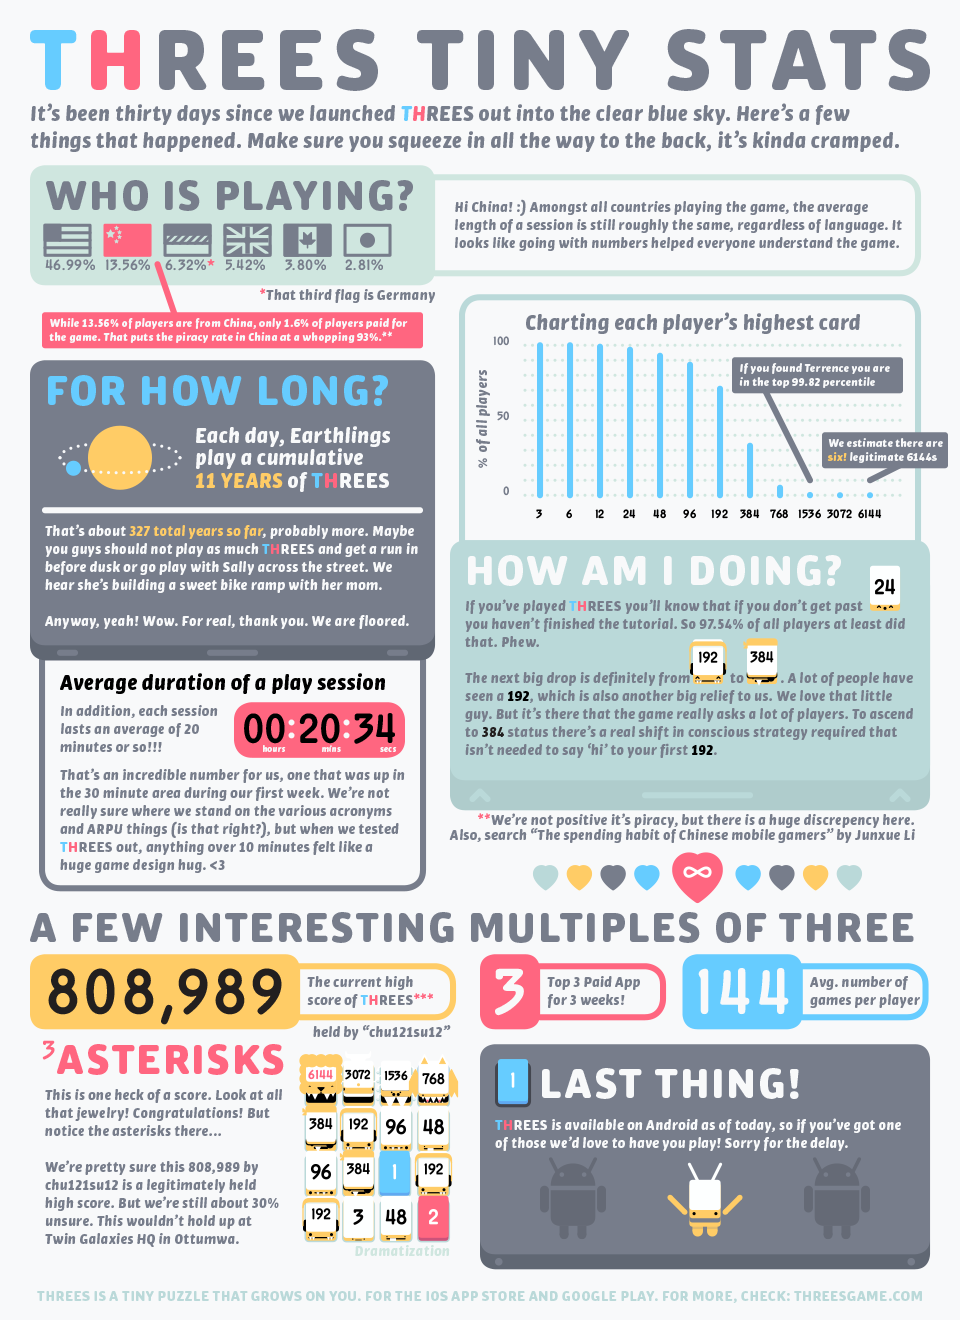 THREES TINY STATS
It's been thirty days since we launched THREES out into the clear blue sky. Here's a few
things that happened. Make sure you squeeze in all the way to the back, it's kinda cramped.
WHO IS PLAYING?
46.99% 13.56% 6.32%* 5.42% 3.80% 2.81%
Hi China! :) Amongst all countries playing the game, the average
length of a session is still roughly the same, regardless of language. It
looks like going with numbers helped everyone understand the game.
*That third flag is Germany
While 13.56% of players are from China, only 1.6% of players paid for
the game. That puts the piracy rate in China at a whopping 93%.**
FOR HOW LONG?
Each day, Earthlings
play a cumulative
11 YEARS of THREES
That's about 327 total years so far, probably more. Maybe
you guys should not play as much THREES and get a run in
before dusk or go play with Sally across the street. We
hear she's building a sweet bike ramp with her mom.
Anyway, yeah! Wow. For real, thank you. We are floored.
Average duration of a play session
In addition, each session
lasts an average of 20
minutes or so!!!
00:20:34
hours mins secs
That's an incredible number for us, one that was up in
the 30 minute area during our first week. We're not
really sure where we stand on the various acronyms
and ARPU things (is that right?), but when we tested
THREES out, anything over 10 minutes felt like a
huge game design hug. <3
Charting each player's highest card
% of all players
100
50
0
3 6 12 24 48 96 192 384 768 1536 3072 6144
If you found Terrence you are
in the top 99.82 percentile
We estimate there are
six! legitimate 6144s
HOW AM I DOING?
If you've played THREES you'll know that if you don't get past 24
you haven't finished the tutorial. So 97.54% of all players at least did
that. Phew.
The next big drop is definitely from 192 to 384. A lot of people have
seen a 192, which is also another big relief to us. We love that little
guy. But it's there that the game really asks a lot of players. To ascend
to 384 status there's a real shift in conscious strategy required that
isn't needed to say 'hi' to your first 192.
**We're not positive it's piracy, but there is a huge discrepency here.
Also, search "The spending habit of Chinese mobile gamers" by Junxue Li
A FEW INTERESTING MULTIPLES OF THREE
808,989
The current high
score of THREES***
held by "chu121su12"
3
Top 3 Paid App
for 3 weeks!
144
Avg. number of
games per player
3ASTERISKS
This is one heck of a score. Look at all
that jewelry! Congratulations! But
notice the asterisks there...
We're pretty sure this 808,989 by
chu121su12 is a legitimately held
high score. But we're still about 30%
unsure. This wouldn't hold up at
Twin Galaxies HQ in Ottumwa.
6144 3072 1536 768
384 192 96 48
96 384 1 192
192 3 48 2
Dramatization
1 LAST THING!
THREES is available on Android as of today, so if you've got one
of those we'd love to have you play! Sorry for the delay.
THREES IS A TINY PUZZLE THAT GROWS ON YOU. FOR THE IOS APP STORE AND GOOGLE PLAY. FOR MORE, CHECK: THREESGAME.COM